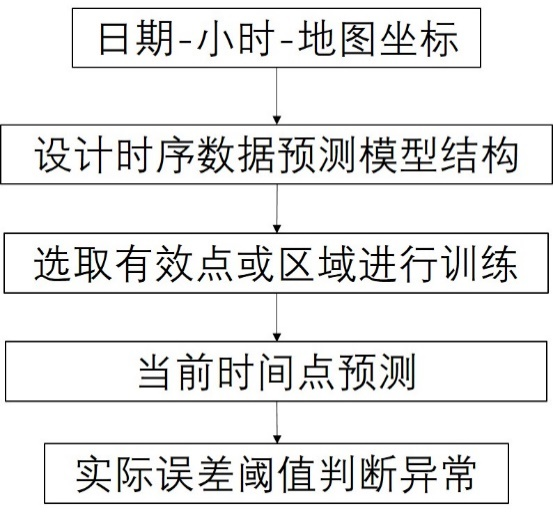 日期-小时-地图坐标
设计时序数据预测模型结构
选取有效点或区域进行训练
当前时间点预测
实际误差阈值判断异常